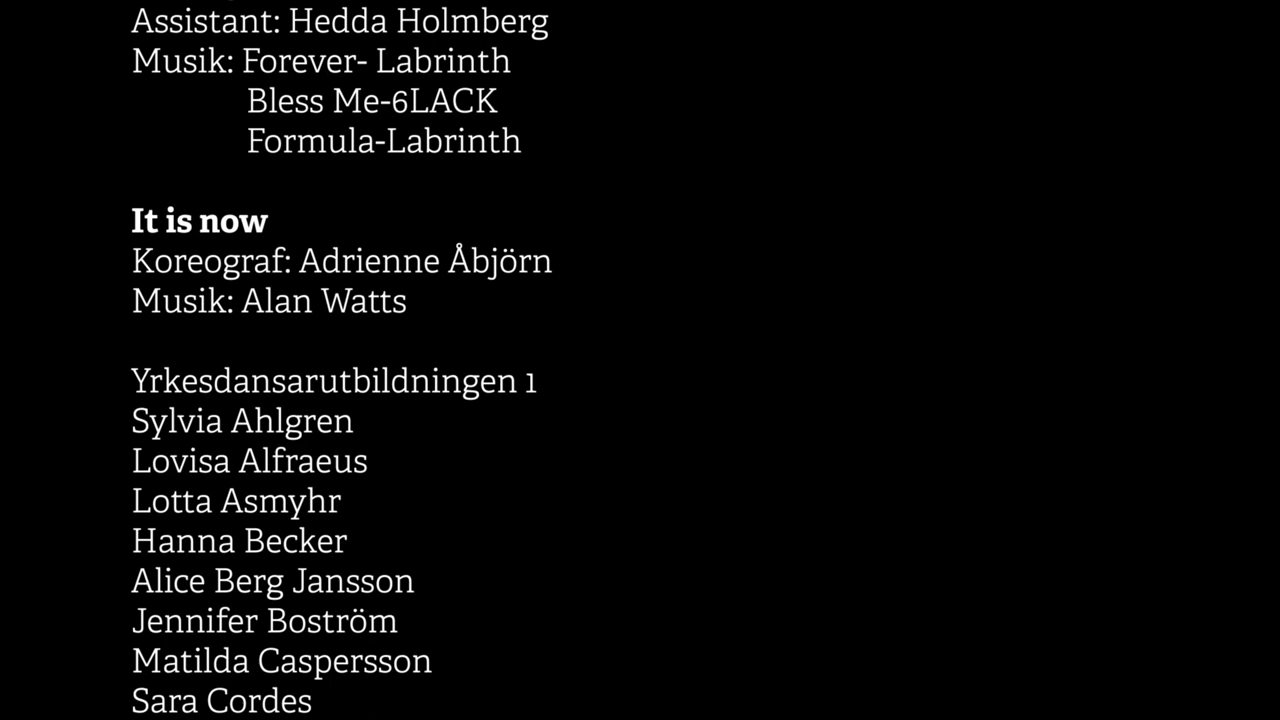 Assistant: Hedda Holmberg
Musik: Forever- Labrinth
Bless Me-6LACK
Formula-Labrinth
It is now
Koreograf: Adrienne Åbjörn
Musik: Alan Watts
Yrkesdansarutbildningen 1
Sylvia Ahlgren
Lovisa Alfraeus
Lotta Asmyhr
Hanna Becker
Alice Berg Jansson
Jennifer Boström
Matilda Caspersson
Sara Cordes